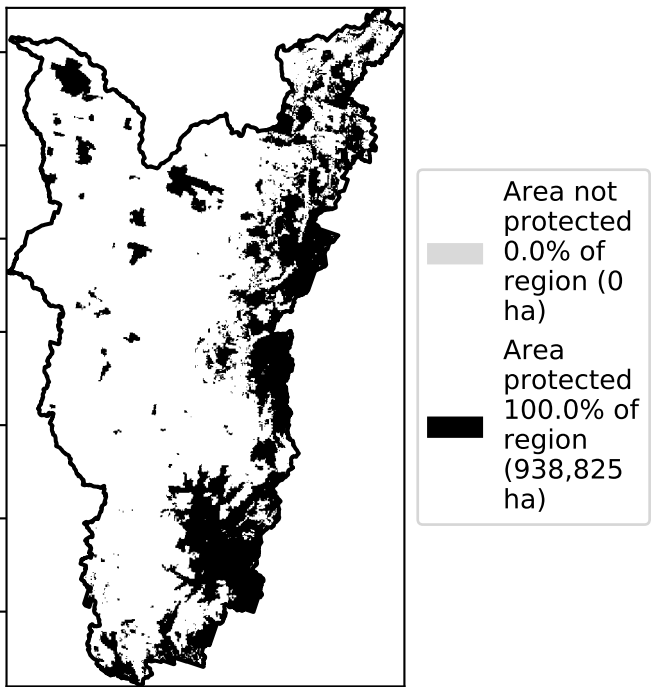 Area not
protected
0.0% of
region (0
ha)
Area
protected
100.0% of
region
(938,825
ha)